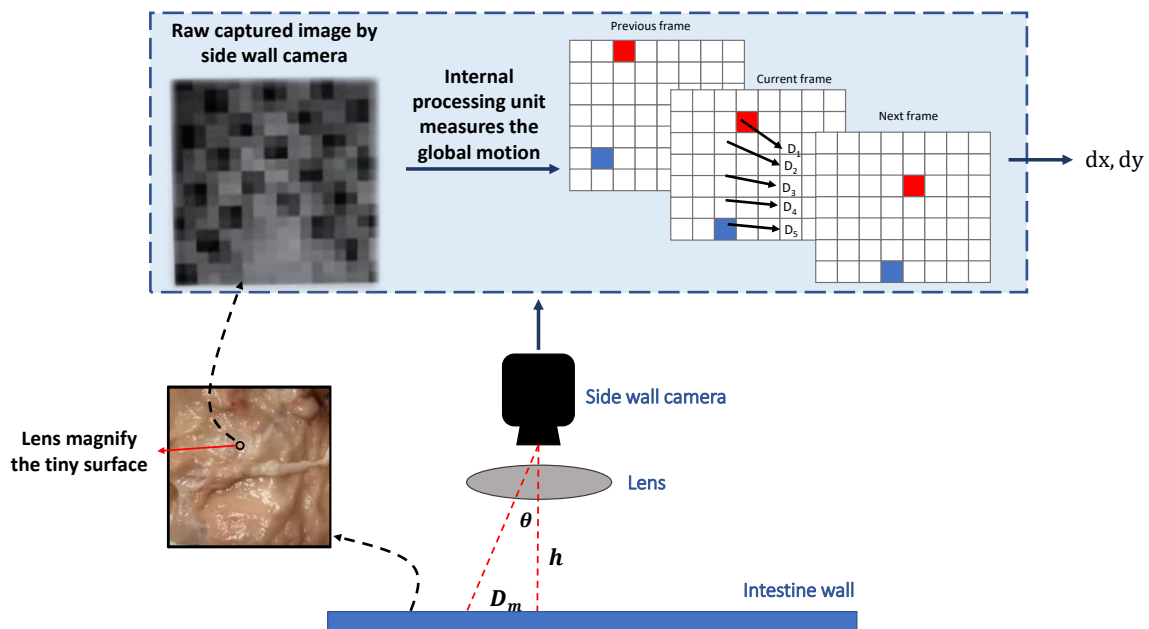 Raw captured image by
side wall camera
Internal
processing unit
measures the
global motion
Previous frame
Current frame
Next frame
D1
D2
D3
D4
D5
dx, dy
Side wall camera
Lens magnify
the tiny surface
Lens
θ
h
Dm
Intestine wall